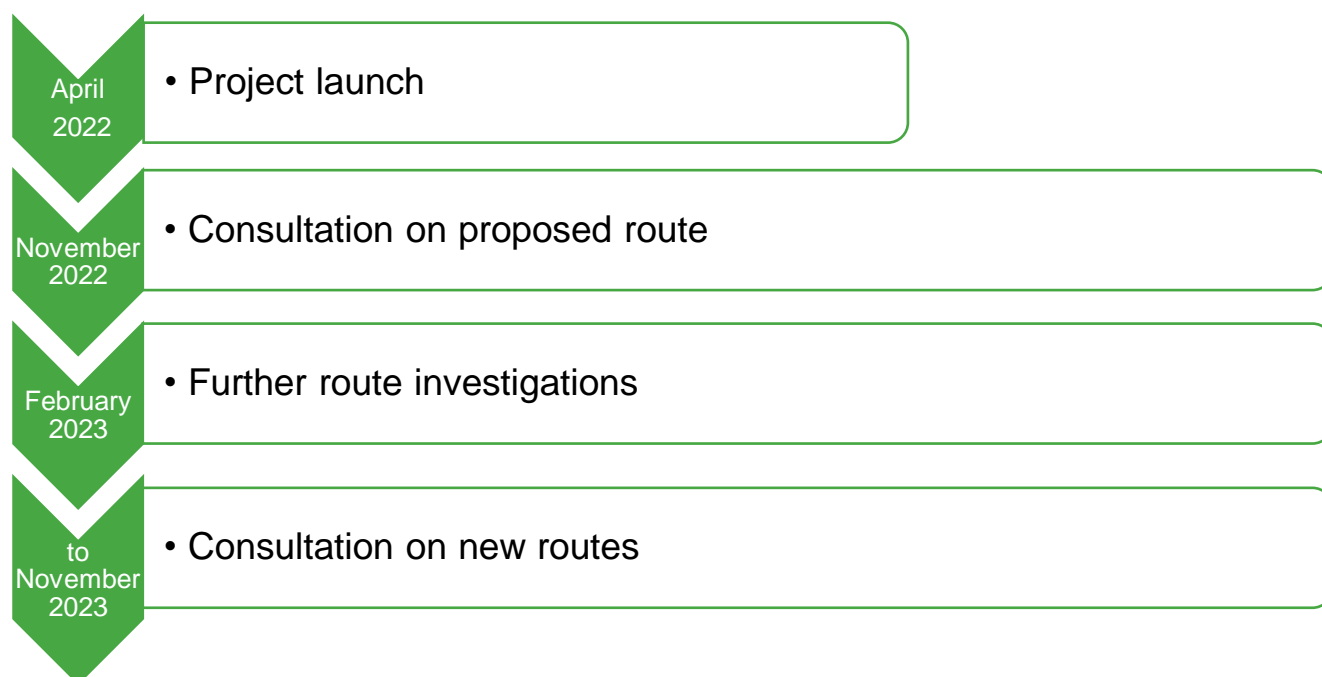 April
2022
• Project launch
November
2022
• Consultation on proposed route
February
2023
• Further route investigations
to
November
2023
• Consultation on new routes